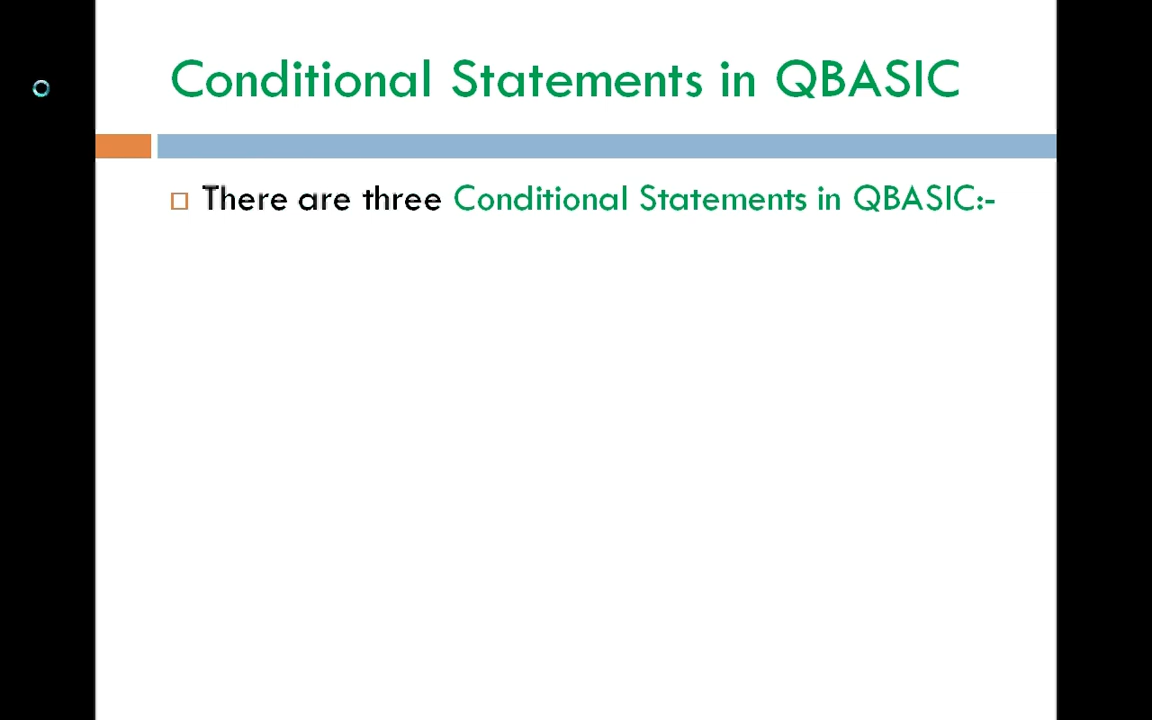 Conditional Statements in QBASIC
There are three Conditional Statements in QBASIC:-